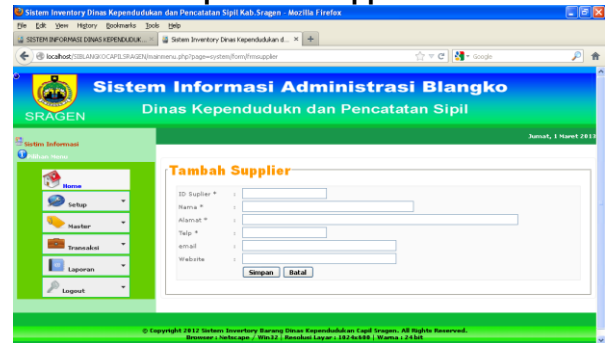 Sistem Inventory Dinas Kependudukan dan Pencatatan Sipil Kab.Sragen - Mozilla Firefox
File Edit View History Bookmarks Tools Help
SISTEM INFORMASI DINAS KEPENDUDUK... × Sistem Inventory Dinas Kependudukan d... × +
localhost/SIBLANGKOCAPILSRAGEN/mainmenu.php?page=system/form/frmsuppler
Google
Sistem Informasi Administrasi Blangko
Dinas Kependudukn dan Pencatatan Sipil
SRAGEN
Jumat, 1 Maret 2013
Sistim Informasi
Pilihan Menu
Home
Setup
Master
Transaksi
Laporan
Logout
Tambah Supplier
ID Suplier * :
Nama * :
Alamat * :
Telp * :
email :
Website :
Simpan Batal
© Copyright 2012 Sistem Inventory Barang Dinas Kependudukan Capil Sragen. All Rights Reserved.
Browser : Netscape / Win32 | Resolusi Layar : 1024x600 | Warna : 24 bit